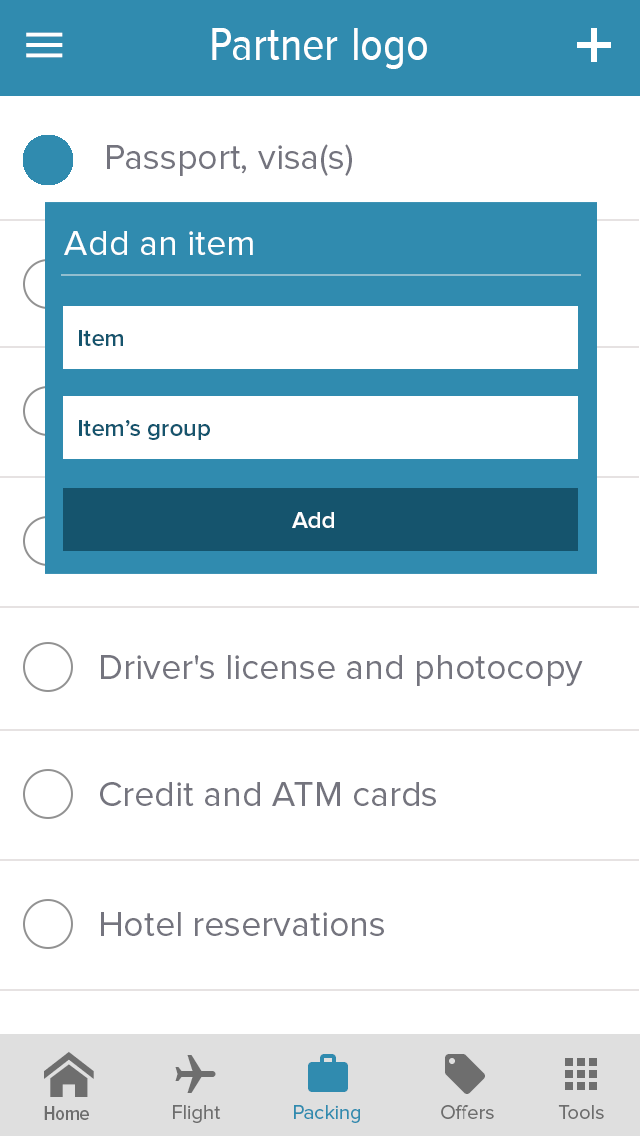 Partner logo
Passport, visa(s)
Add an item
Item
Item’s group
Add
Driver's license and photocopy
Credit and ATM cards
Hotel reservations
Home Flight Packing Offers Tools